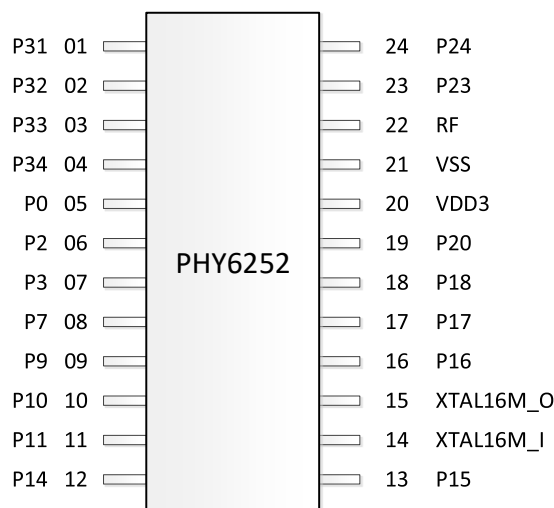 P31 01 24 P24
P32 02 23 P23
P33 03 22 RF
P34 04 21 VSS
P0 05 20 VDD3
P2 06 19 P20
PHY6252
P3 07 18 P18
P7 08 17 P17
P9 09 16 P16
P10 10 15 XTAL16M_O
P11 11 14 XTAL16M_I
P14 12 13 P15